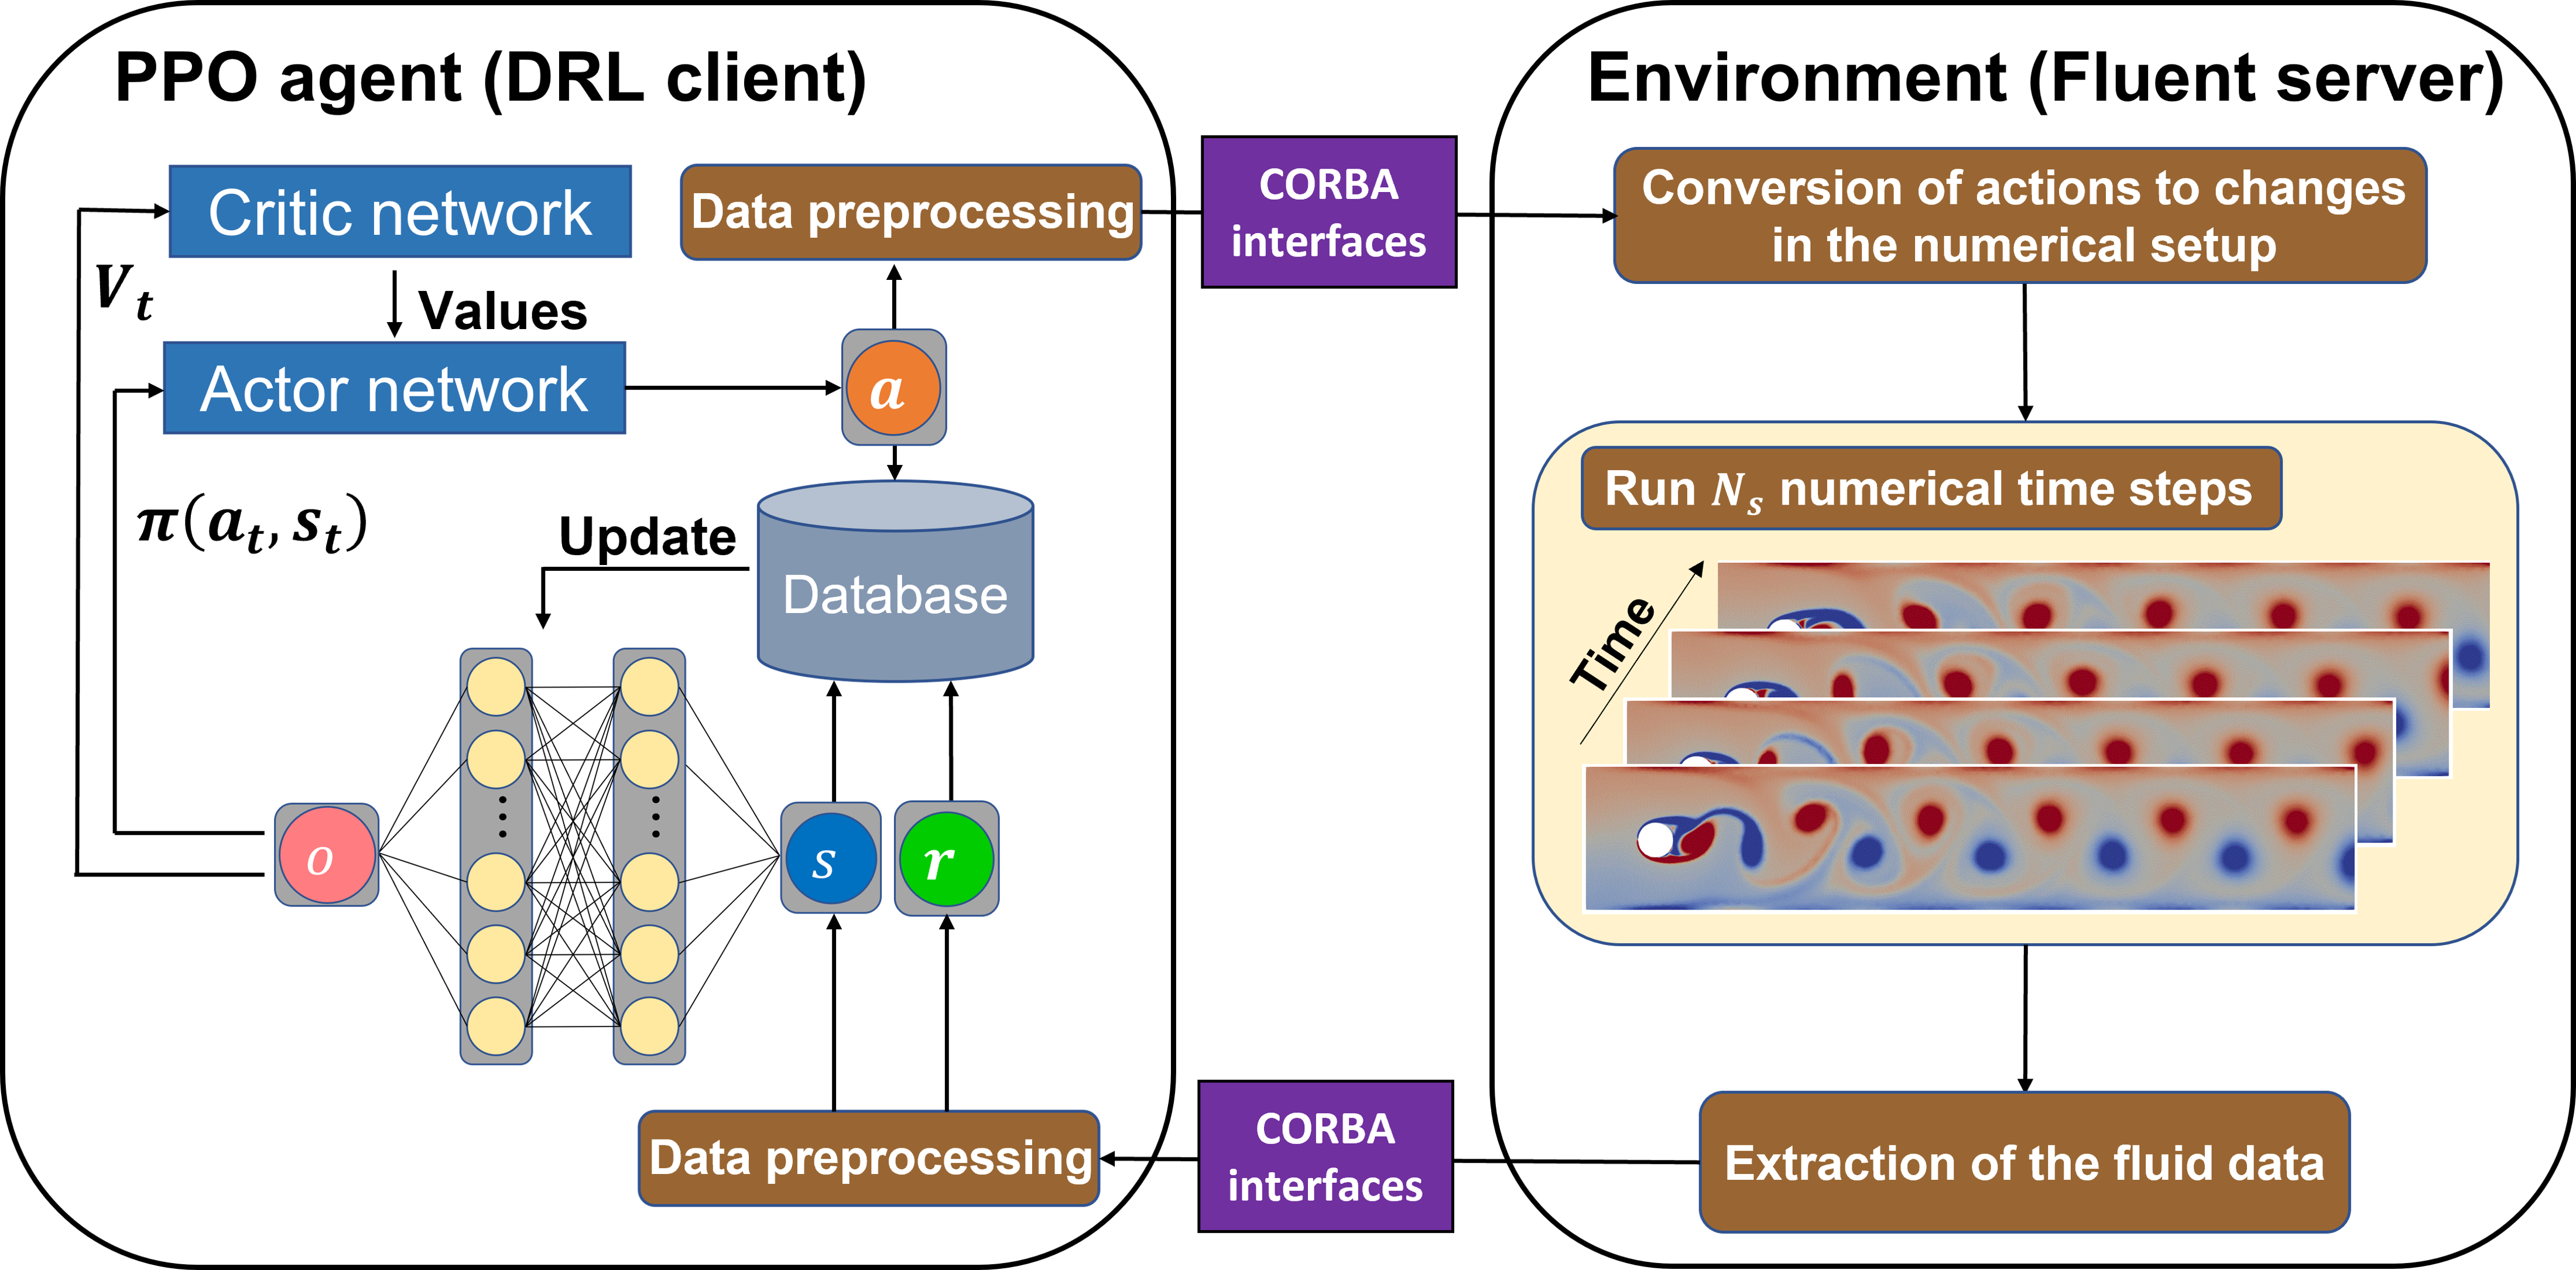 PPO agent (DRL client)
Critic network
V_t
Values
Actor network
π(a_t, s_t)
Data preprocessing
a
Update
Database
o
s
r
Data preprocessing
CORBA
interfaces
CORBA
interfaces
Environment (Fluent server)
Conversion of actions to changes
in the numerical setup
Run N_s numerical time steps
Time
Extraction of the fluid data